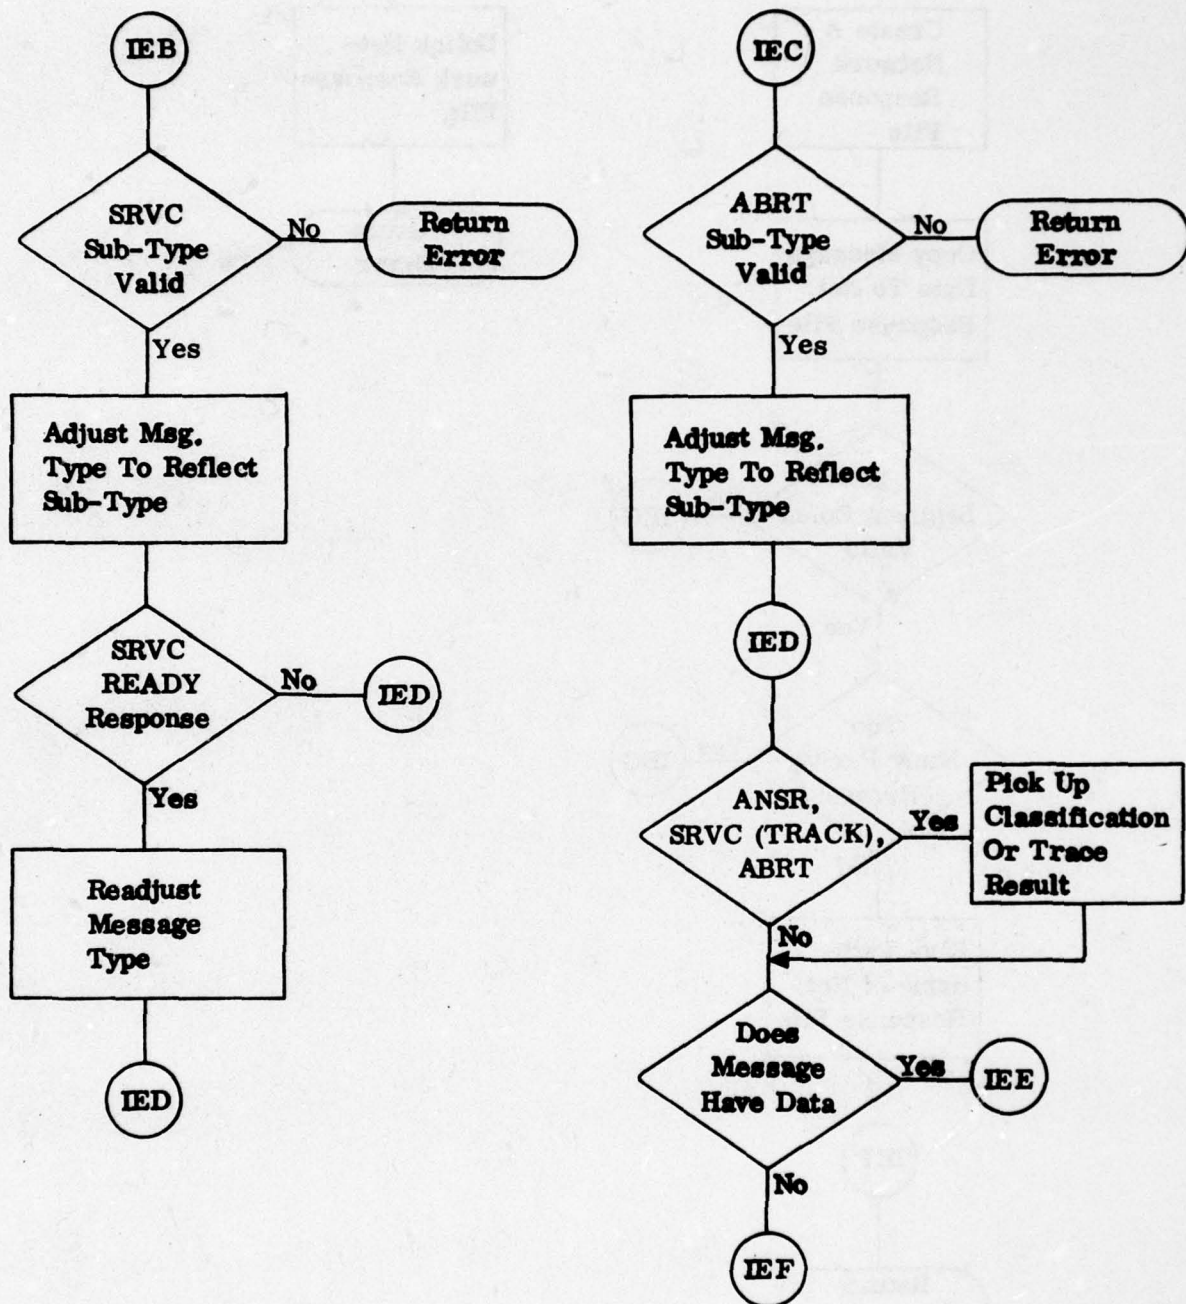 IEB
SRVC
Sub-Type
Valid
No
Return
Error
Yes
Adjust Msg.
Type To Reflect
Sub-Type
SRVC
READY
Response
No
IED
Yes
Readjust
Message
Type
IED
IEC
ABRT
Sub-Type
Valid
No
Return
Error
Yes
Adjust Msg.
Type To Reflect
Sub-Type
IED
ANSR,
SRVC (TRACK),
ABRT
Yes
Pick Up
Classification
Or Trace
Result
No
Does
Message
Have Data
Yes
IEE
No
IEF